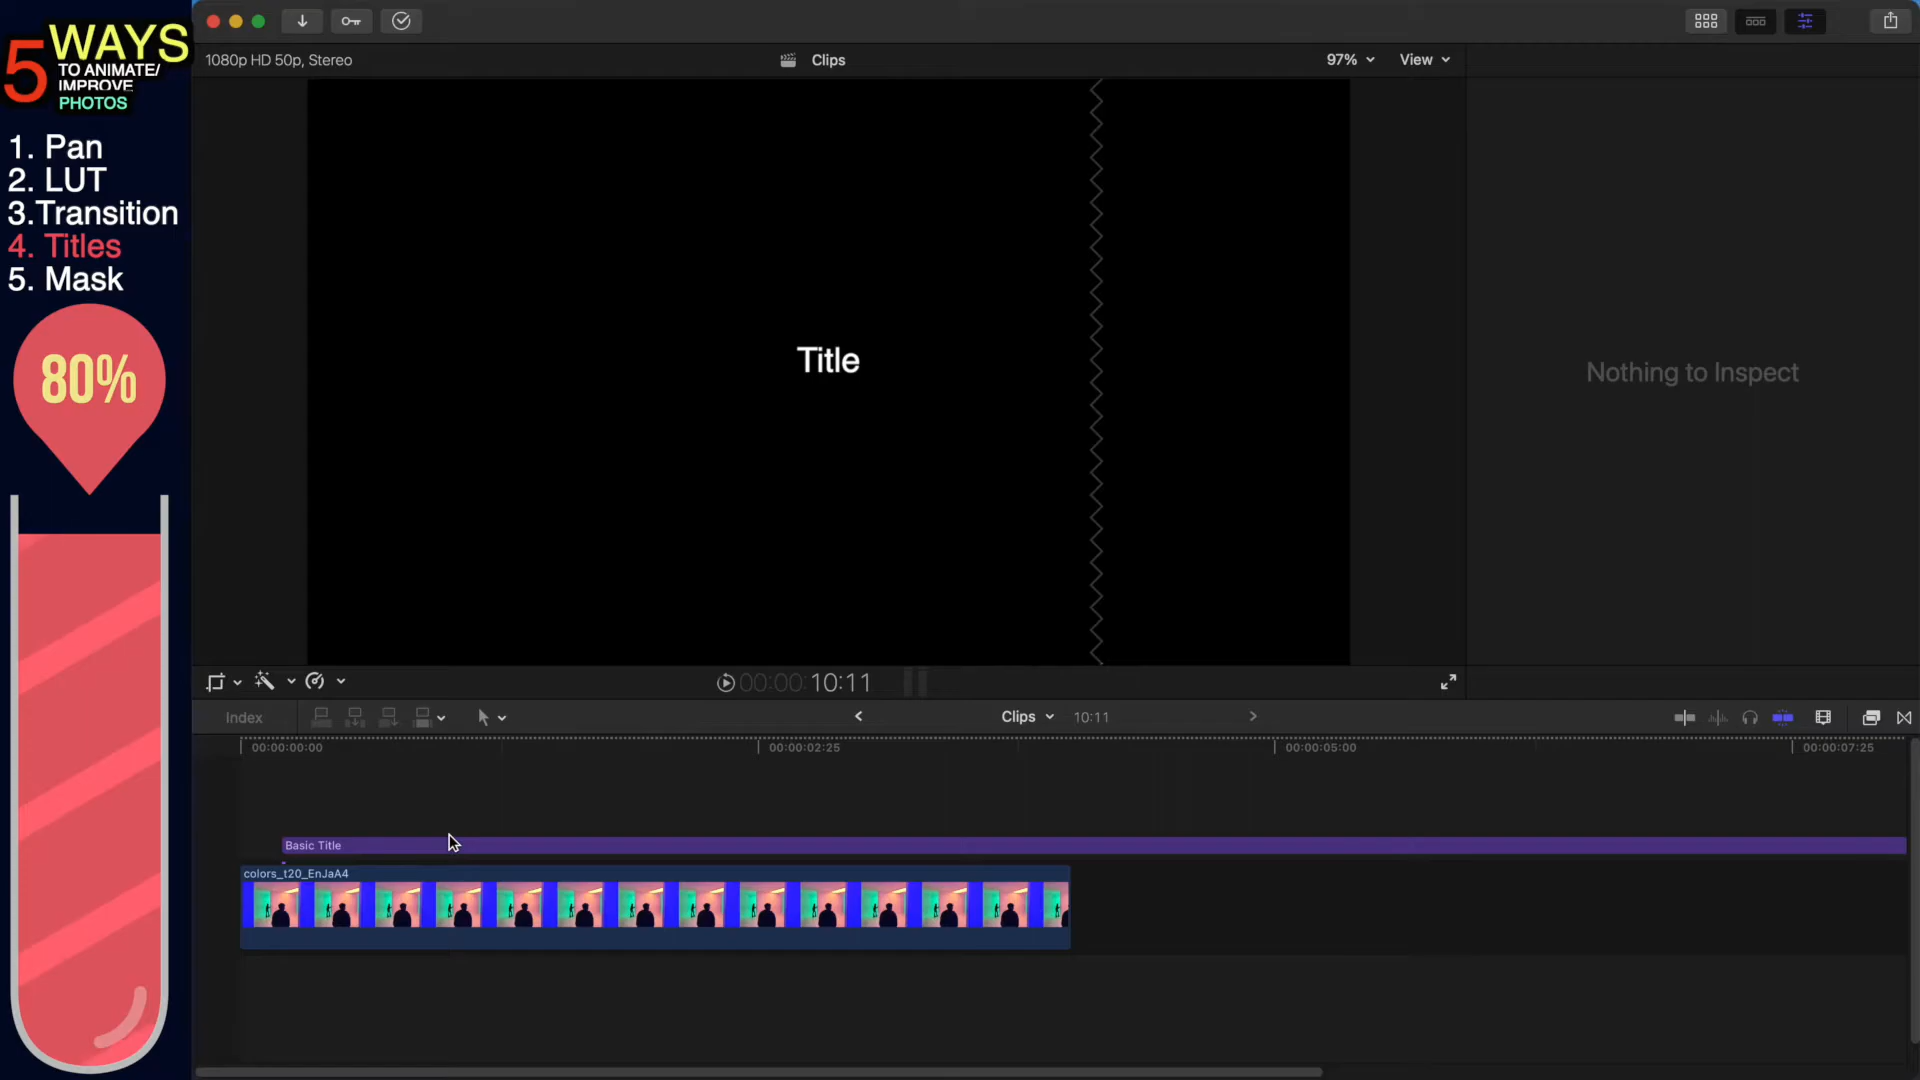 5 WAYS
TO ANIMATE/
IMPROVE
PHOTOS
1. Pan
2. LUT
3.Transition
4. Titles
5. Mask
80%
1080p HD 50p, Stereo
Clips
97%
View
Title
Nothing to Inspect
00:00:10:11
Index
Clips
10:11
00:00:00:00
00:00:02:25
00:00:05:00
00:00:07:25
Basic Title
colors_t20_EnJaA4